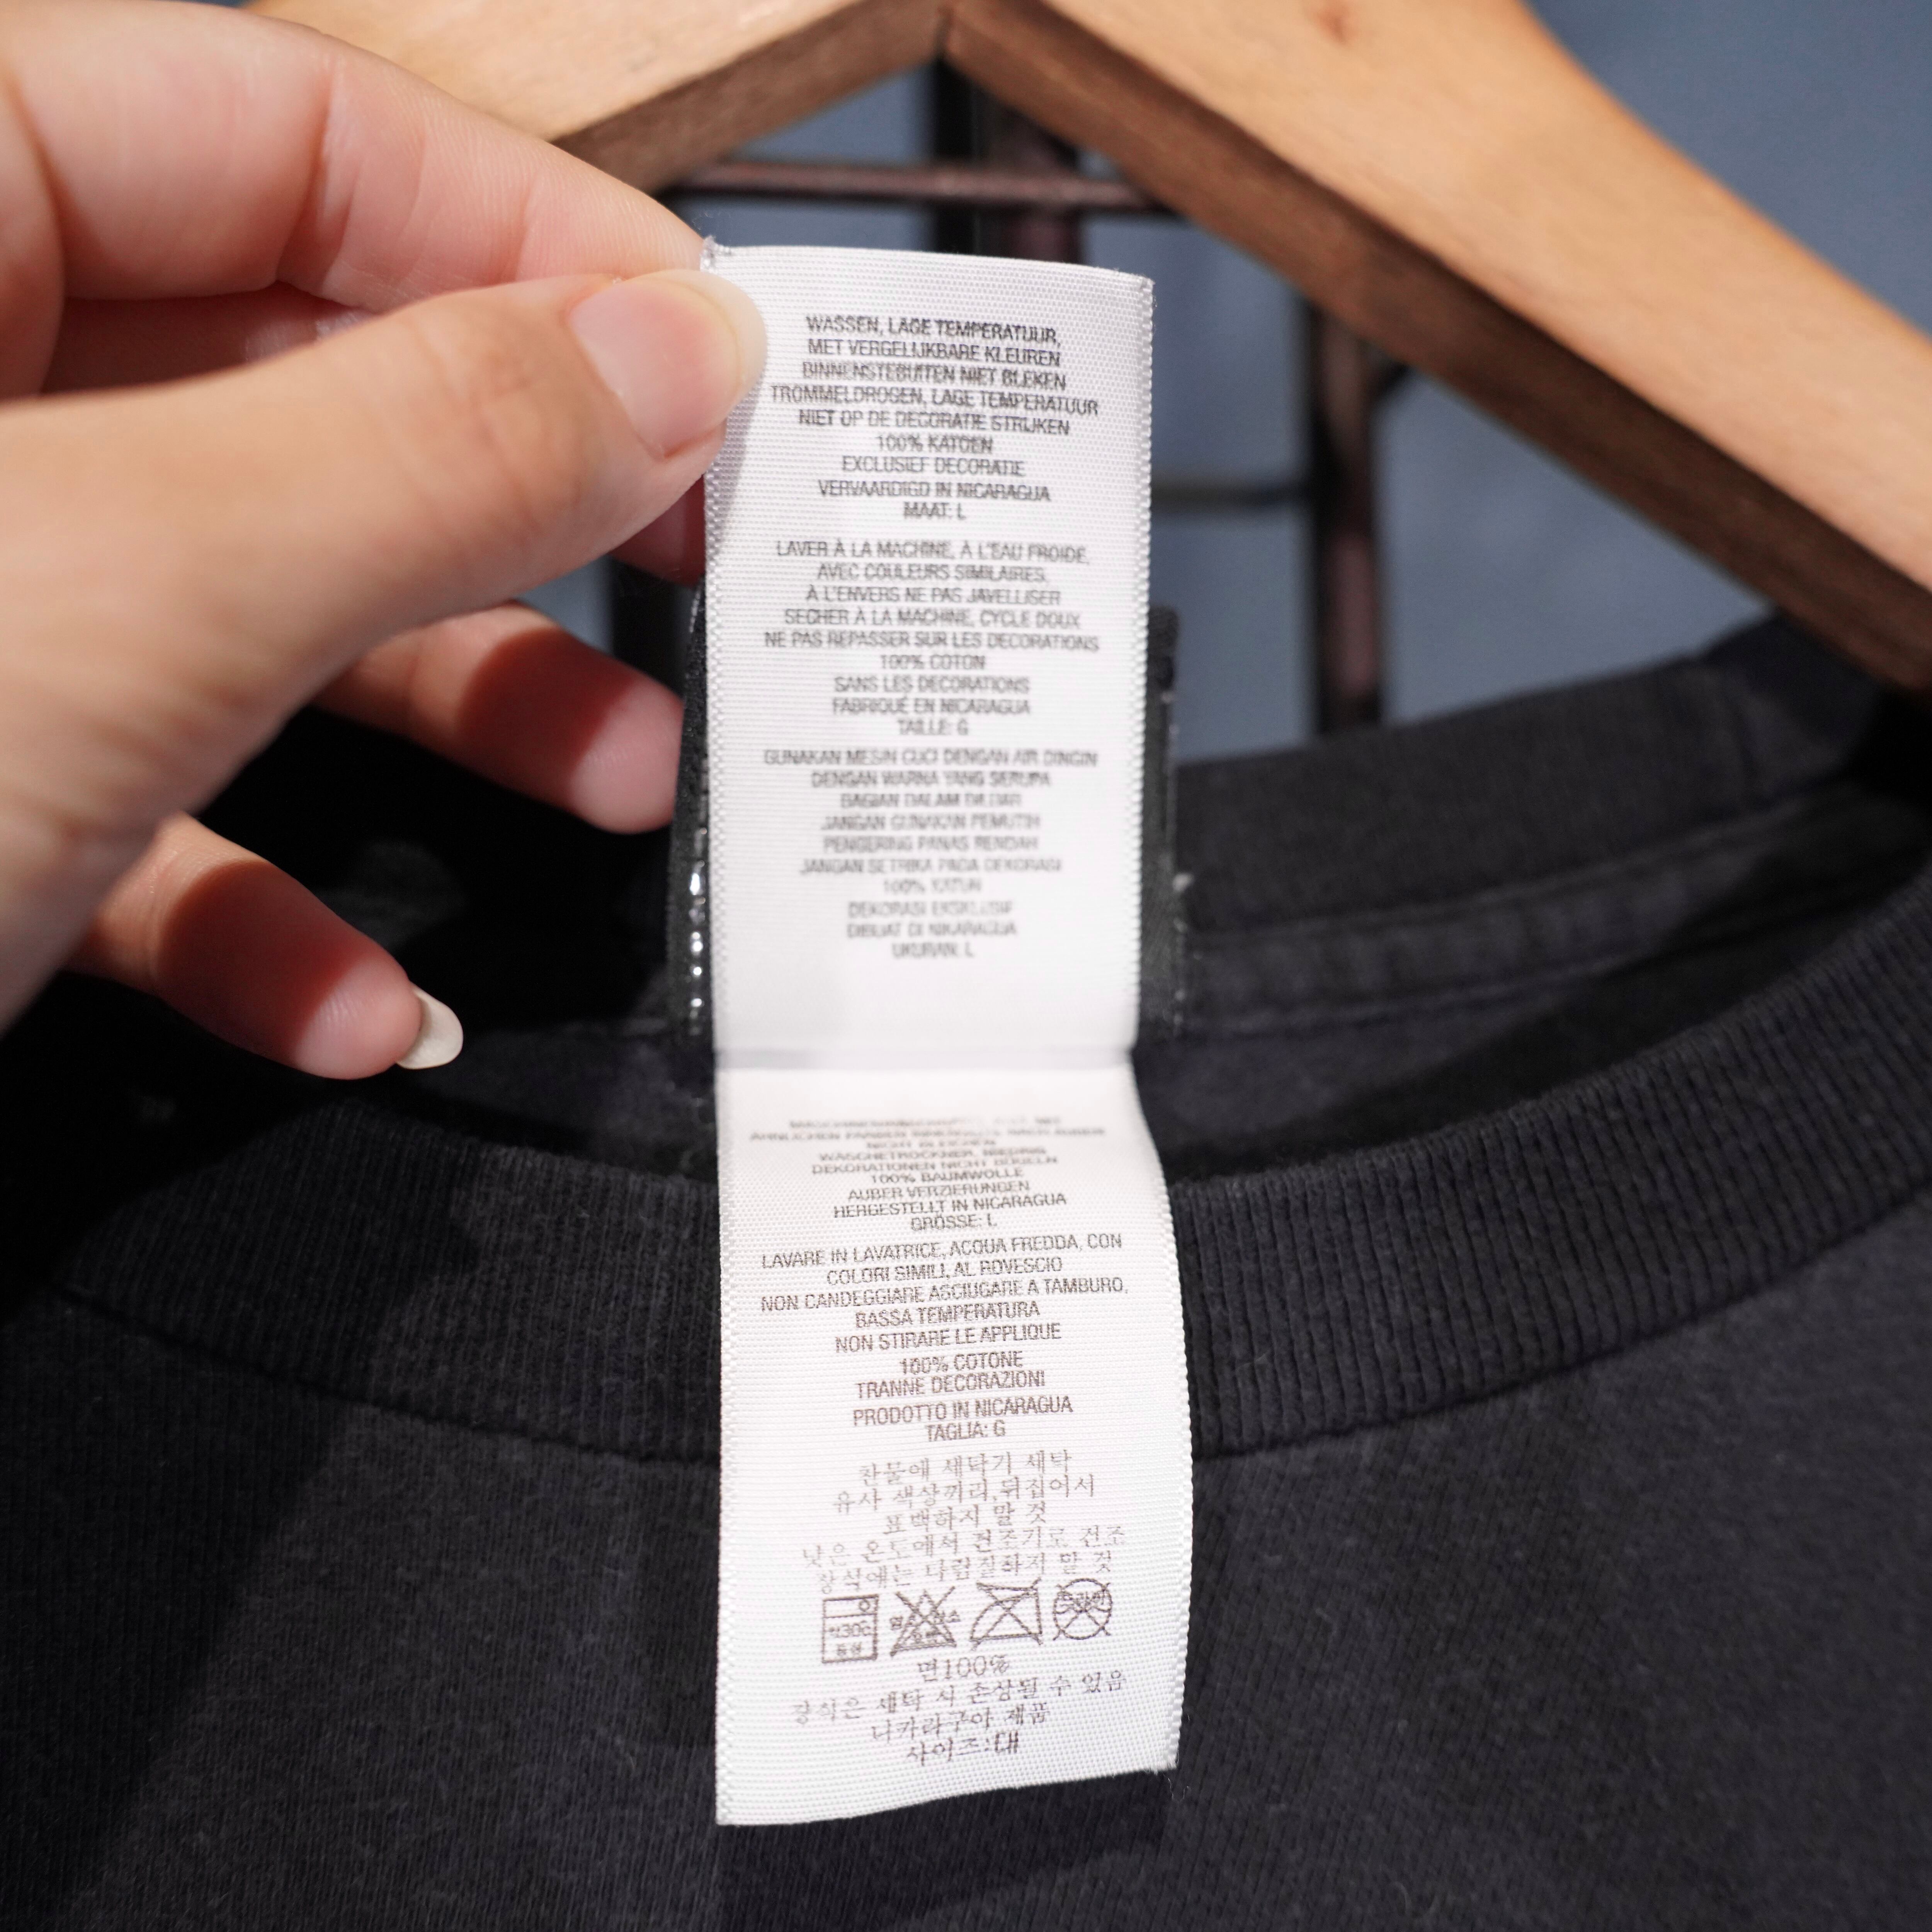 WASSEN, LAGE TEMPERATUUR,
MET VERGELIJKBARE KLEUREN
BINNENSTEBUITEN NIET BLEKEN
TROMMELDROGEN, LAGE TEMPERATUUR
NIET OP DE DECORATIE STRIJKEN
100% KATOEN
EXCLUSIEF DECORATIE
VERVAARDIGD IN NICARAGUA
MAAT: L
LAVER À LA MACHINE, À L'EAU FROIDE,
AVEC COULEURS SIMILAIRES,
À L'ENVERS NE PAS JAVELLISER
SECHER À LA MACHINE, CYCLE DOUX
NE PAS REPASSER SUR LES DECORATIONS
100% COTON
SANS LES DECORATIONS
FABRIQUÉ EN NICARAGUA
TAILLE: G
GUNAKAN MESIN CUCI DENGAN AIR DINGIN
DENGAN WARNA YANG SERUPA
BAGIAN DALAM DILUAR
JANGAN GUNAKAN PEMUTIH
PENGERING PANAS RENDAH
JANGAN SETRIKA PADA DEKORASI
100% KATUN
DEKORASI EKSKLUSIF
DIBUAT DI NIKARAGUA
UKURAN: L
NICHT BLEICHEN
WASCHETROCKNER, NIEDRIG
DEKORATIONEN NICHT BÜGELN
100% BAUMWOLLE
AUßER VERZIERUNGEN
HERGESTELLT IN NICARAGUA
GRÖSSE: L
LAVARE IN LAVATRICE, ACQUA FREDDA, CON
COLORI SIMILI, AL ROVESCIO
NON CANDEGGIARE ASCIUGARE A TAMBURO,
BASSA TEMPERATURA
NON STIRARE LE APPLIQUE
100% COTONE
TRANNE DECORAZIONI
PRODOTTO IN NICARAGUA
TAGLIA: G
찬물에 세탁기 세탁
유사 색상끼리,뒤집어서
표백하지 말 것
낮은 온도에서 건조기로 건조
장식에는 다림질하지 말 것
약30℃
중성
면100%
장식은 세탁 시 손상될 수 있음
니카라구아 제품
사이즈:대